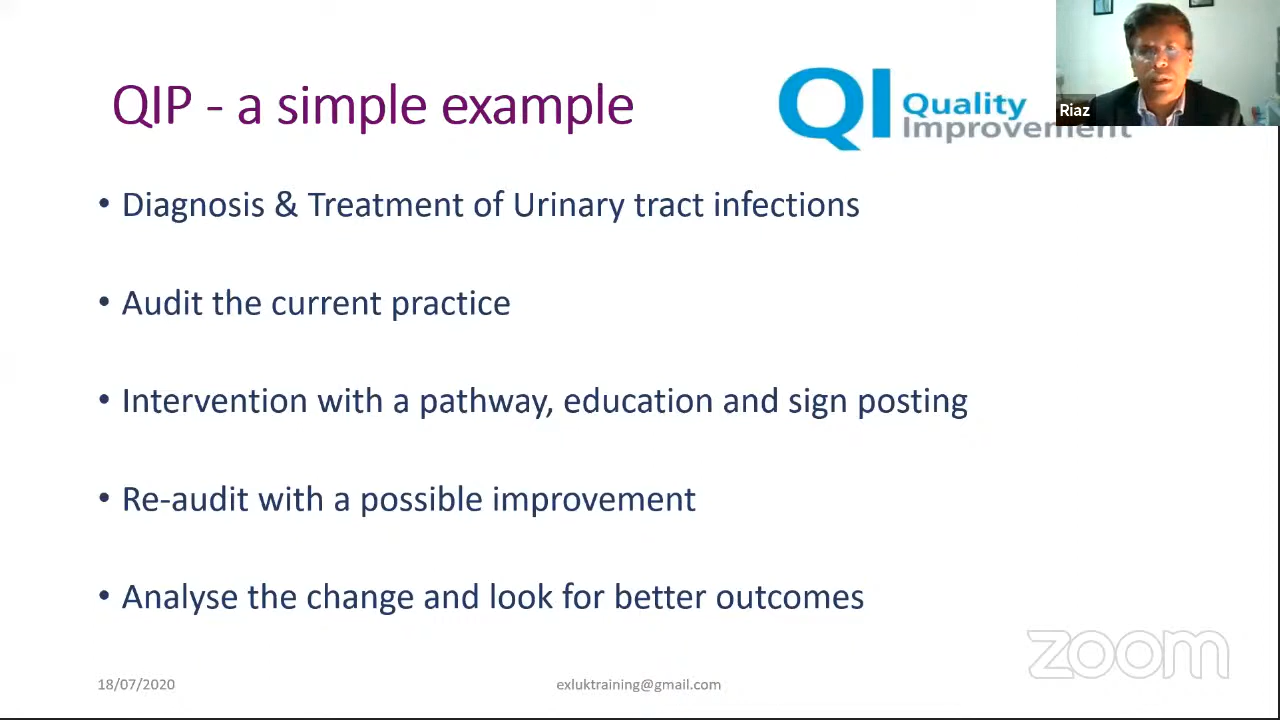 QIP - a simple example
QI Quality
Improvement
Riaz
• Diagnosis & Treatment of Urinary tract infections
• Audit the current practice
• Intervention with a pathway, education and sign posting
• Re-audit with a possible improvement
• Analyse the change and look for better outcomes
zoom
18/07/2020
exluktraining@gmail.com